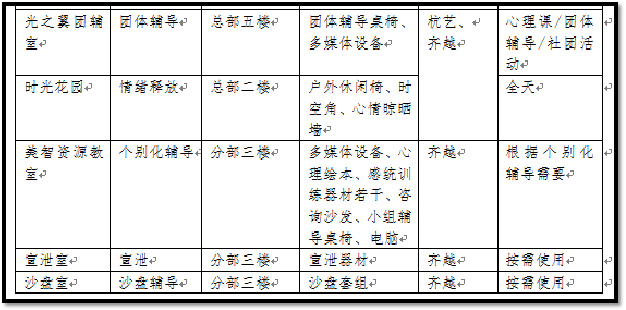 光之翼团辅室
团体辅导
总部五楼
团体辅导桌椅、多媒体设备
杭艺、齐越
心理课/团体辅导/社团活动
时光花园
情绪释放
总部二楼
户外休闲椅、时空角、心情晾晒墙
全天
美智资源教室
个别化辅导
分部三楼
多媒体设备、心理绘本、感统训练器材若干、咨询沙发、小组辅导桌椅、电脑
齐越
根据个别化辅导需要
宣泄室
宣泄
分部三楼
宣泄器材
齐越
按需使用
沙盘室
沙盘辅导
分部三楼
沙盘套组
齐越
按需使用